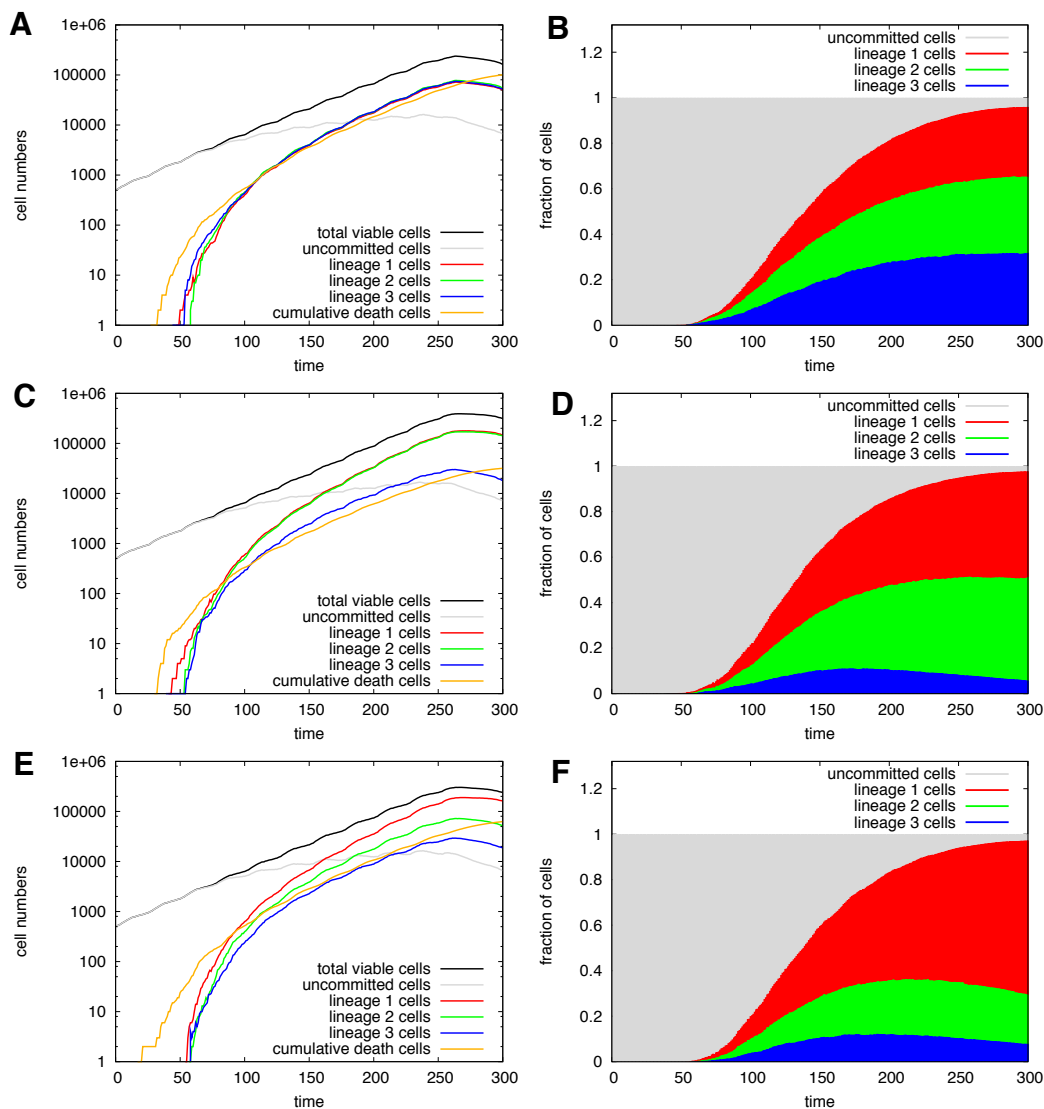 A
1e+06
100000
10000
1000
100
10
1
cell numbers
total viable cells
uncommitted cells
lineage 1 cells
lineage 2 cells
lineage 3 cells
cumulative death cells
0 50 100 150 200 250 300
time
B
1.2
1
0.8
0.6
0.4
0.2
0
fraction of cells
uncommitted cells
lineage 1 cells
lineage 2 cells
lineage 3 cells
0 50 100 150 200 250 300
time
C
1e+06
100000
10000
1000
100
10
1
cell numbers
total viable cells
uncommitted cells
lineage 1 cells
lineage 2 cells
lineage 3 cells
cumulative death cells
0 50 100 150 200 250 300
time
D
1.2
1
0.8
0.6
0.4
0.2
0
fraction of cells
uncommitted cells
lineage 1 cells
lineage 2 cells
lineage 3 cells
0 50 100 150 200 250 300
time
E
1e+06
100000
10000
1000
100
10
1
cell numbers
total viable cells
uncommitted cells
lineage 1 cells
lineage 2 cells
lineage 3 cells
cumulative death cells
0 50 100 150 200 250 300
time
F
1.2
1
0.8
0.6
0.4
0.2
0
fraction of cells
uncommitted cells
lineage 1 cells
lineage 2 cells
lineage 3 cells
0 50 100 150 200 250 300
time